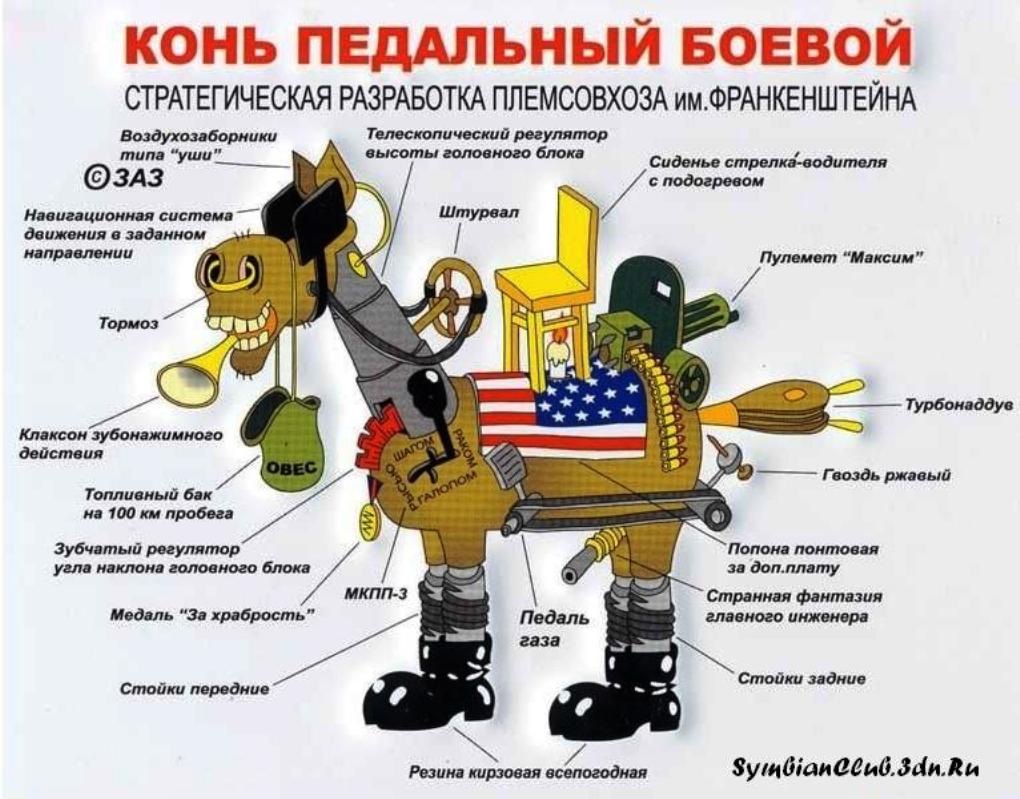 КОНЬ ПЕДАЛЬНЫЙ БОЕВОЙ
СТРАТЕГИЧЕСКАЯ РАЗРАБОТКА ПЛЕМСОВХОЗА им.ФРАНКЕНШТЕЙНА
Воздухозаборники
типа "уши"
© ЗАЗ
Телескопический регулятор
высоты головного блока
Сиденье стрелка-водителя
с подогревом
Навигационная система
движения в заданном
направлении
Штурвал
Пулемет "Максим"
Тормоз
Турбонаддув
Клаксон зубонажимного
действия
ОВЕС
ШАГОМ
РАКОМ
РЫСЬЮ
ГАЛОПОМ
Гвоздь ржавый
Топливный бак
на 100 км пробега
Зубчатый регулятор
угла наклона головного блока
Попона понтовая
за доп.плату
МКПП-3
Странная фантазия
главного инженера
Медаль "За храбрость"
Педаль
газа
Стойки передние
Стойки задние
Резина кирзовая всепогодная
SymbianClub.3dn.Ru